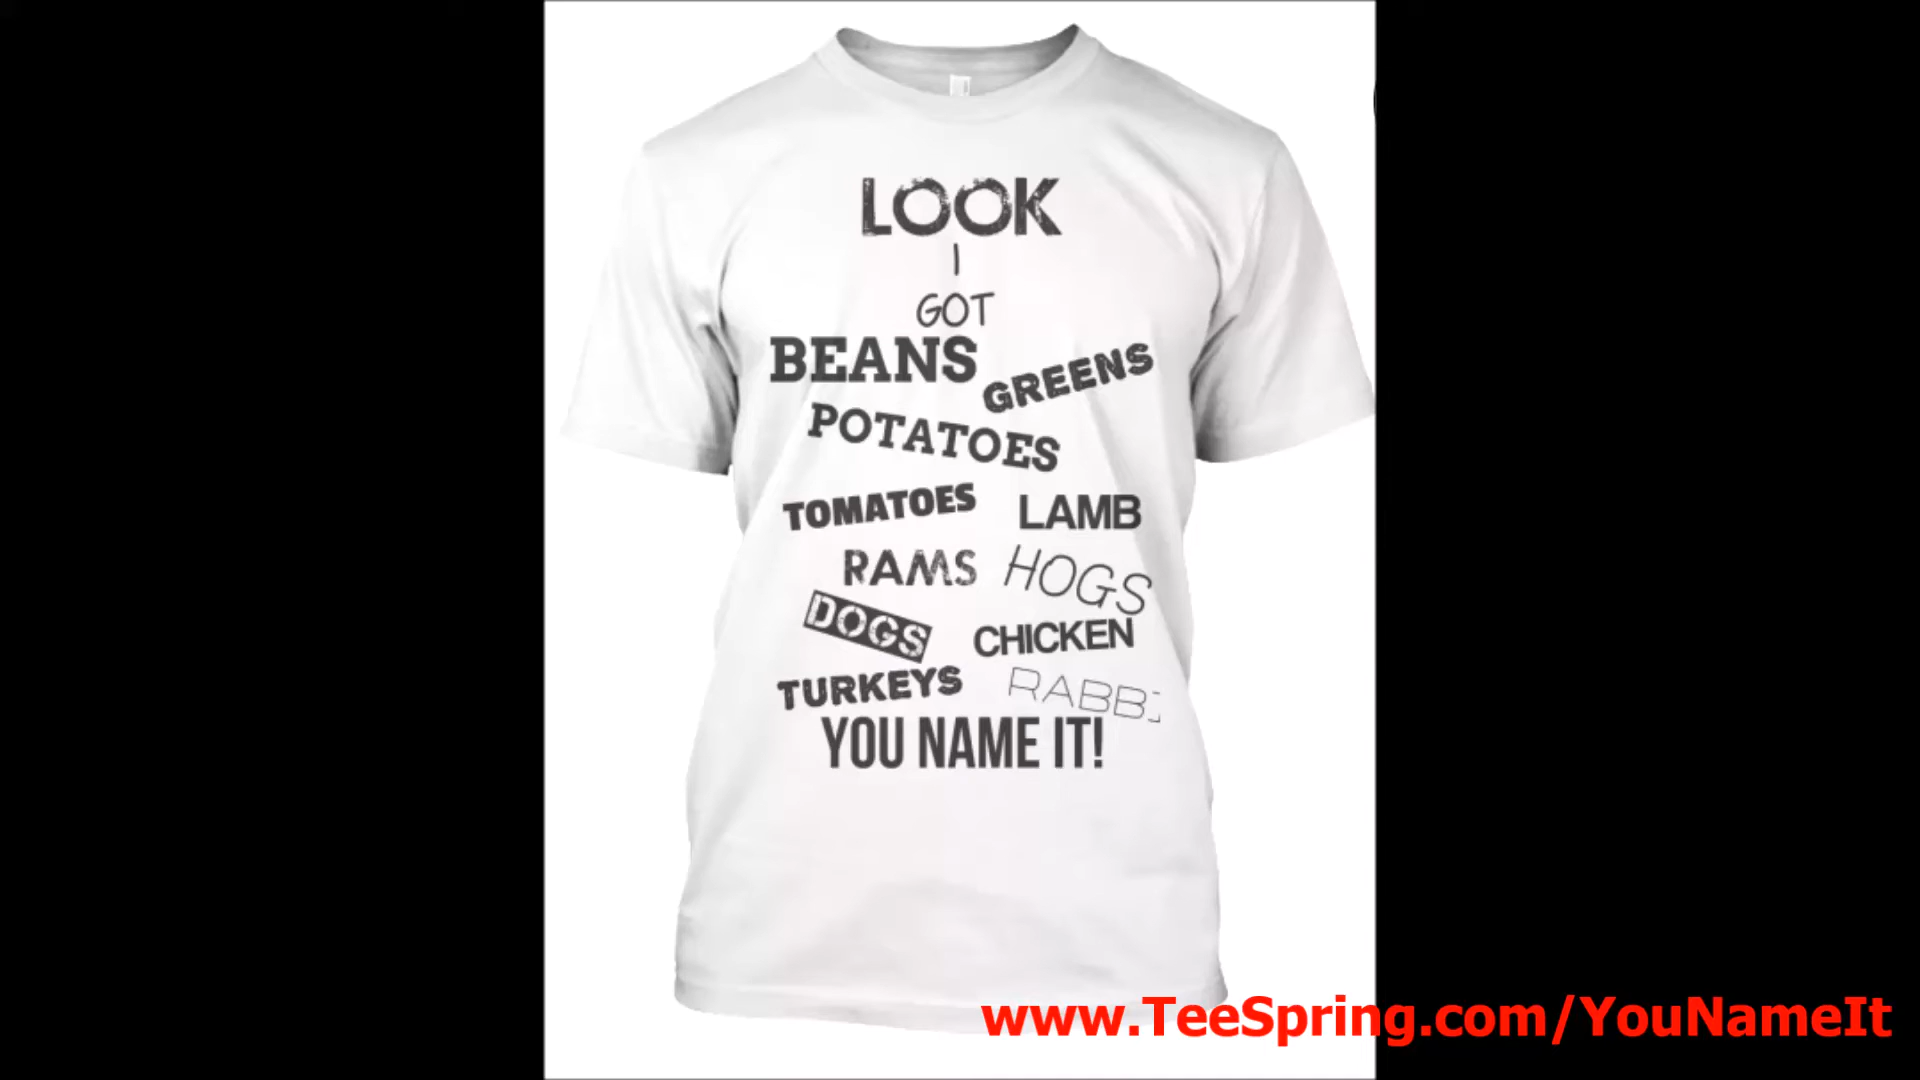 LOOK
I
GOT
BEANS GREENS
POTATOES
TOMATOES LAMB
RAMS HOGS
DOGS CHICKEN
TURKEYS RABB
YOU NAME IT!
www.TeeSpring.com/YouNameIt